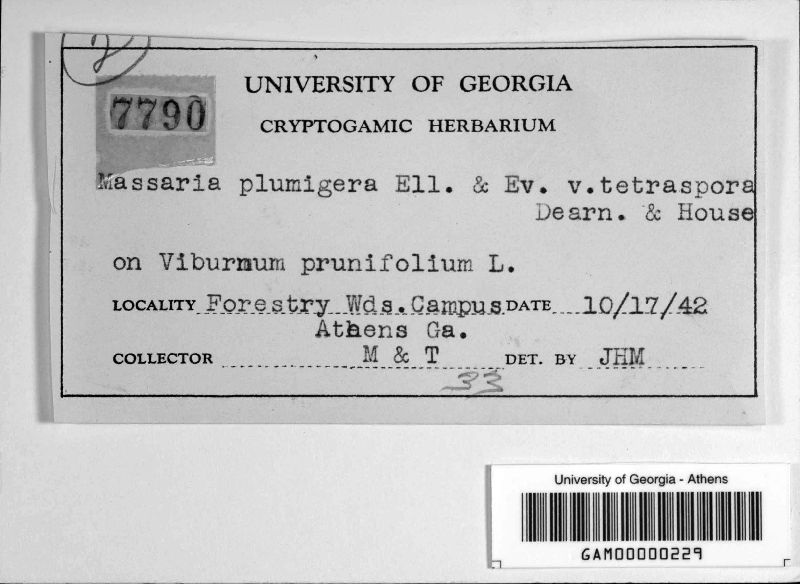 2
UNIVERSITY OF GEORGIA
7790
CRYPTOGAMIC HERBARIUM
Massaria plumigera Ell. & Ev. v.tetraspora
Dearn. & House
on Viburnum prunifolium L.
LOCALITY Forestry Wds.Campus DATE 10/17/42
Athens Ga.
COLLECTOR M & T DET. BY JHM
33
University of Georgia - Athens
GAM00000229